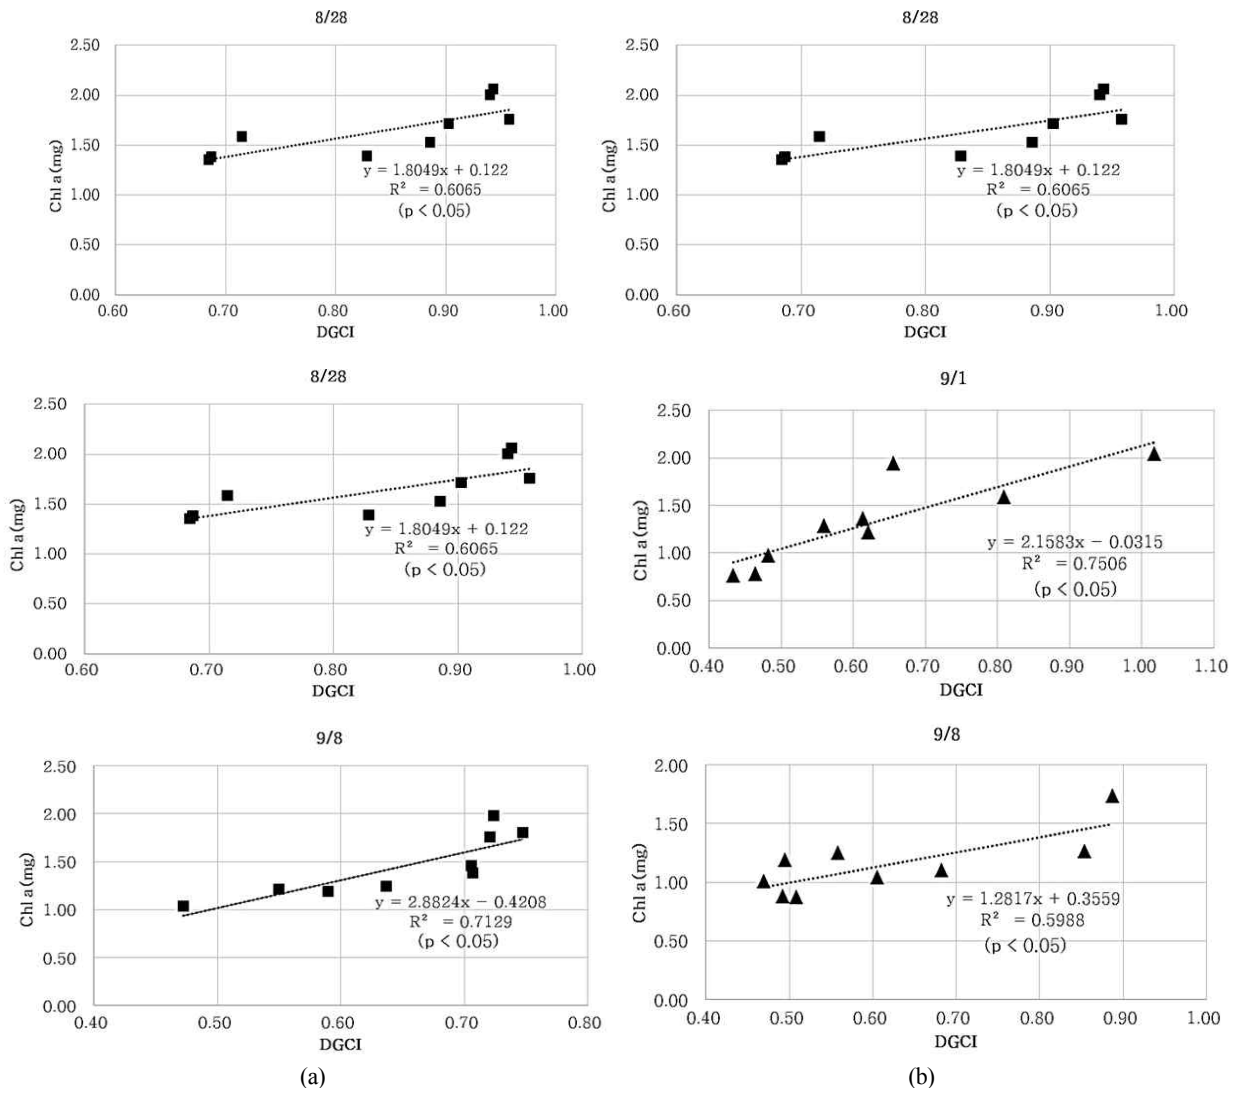 8/28
2.50
2.00
1.50
1.00
0.50
0.00
Chl a (mg)
y = 1.8049x + 0.122
R² = 0.6065
(p < 0.05)
0.60 0.70 0.80 0.90 1.00
DGCI
8/28
2.50
2.00
1.50
1.00
0.50
0.00
Chl a (mg)
y = 1.8049x + 0.122
R² = 0.6065
(p < 0.05)
0.60 0.70 0.80 0.90 1.00
DGCI
8/28
2.50
2.00
1.50
1.00
0.50
0.00
Chl a (mg)
y = 1.8049x + 0.122
R² = 0.6065
(p < 0.05)
0.60 0.70 0.80 0.90 1.00
DGCI
9/1
2.50
2.00
1.50
1.00
0.50
0.00
Chl a (mg)
y = 2.1583x − 0.0315
R² = 0.7506
(p < 0.05)
0.40 0.50 0.60 0.70 0.80 0.90 1.00 1.10
DGCI
9/8
2.50
2.00
1.50
1.00
0.50
0.00
Chl a (mg)
y = 2.8824x − 0.4208
R² = 0.7129
(p < 0.05)
0.40 0.50 0.60 0.70 0.80
DGCI
9/8
2.00
1.50
1.00
0.50
0.00
Chl a (mg)
y = 1.2817x + 0.3559
R² = 0.5988
(p < 0.05)
0.40 0.50 0.60 0.70 0.80 0.90 1.00
DGCI
(a) (b)